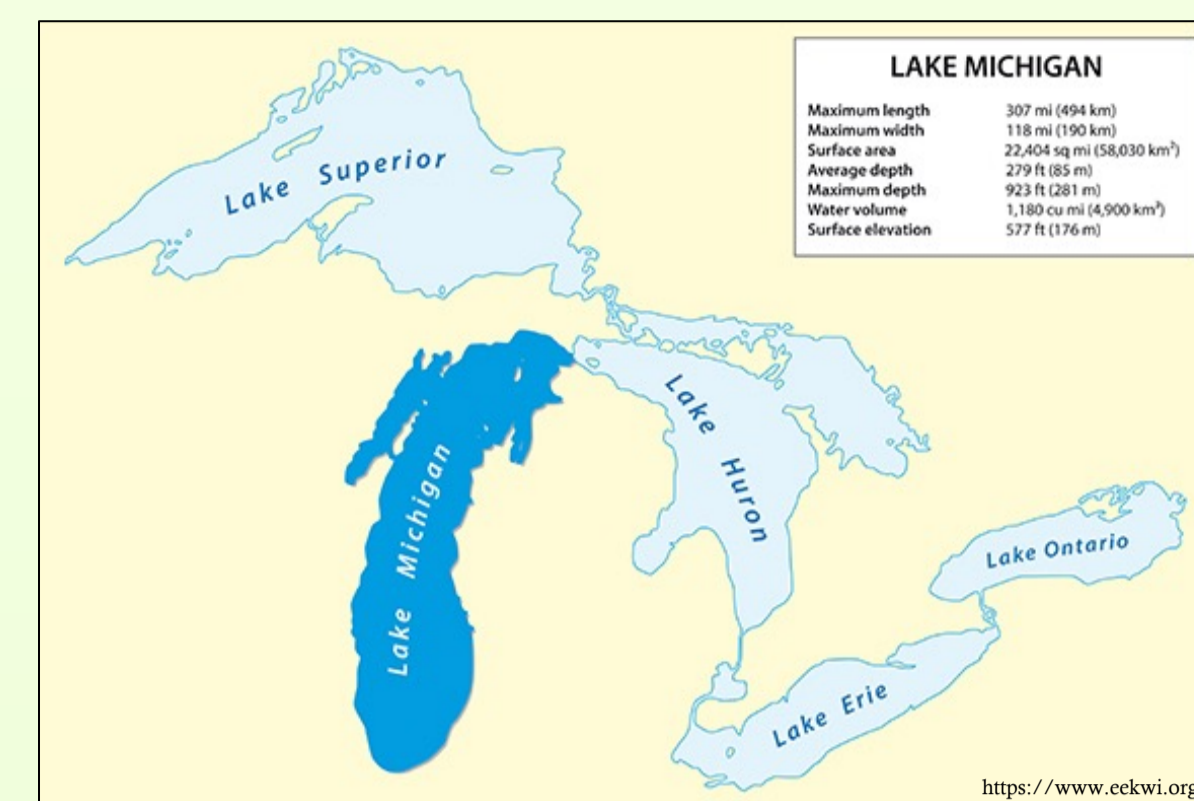 LAKE MICHIGAN
Maximum length 307 mi (494 km)
Maximum width 118 mi (190 km)
Surface area 22,404 sq mi (58,030 km²)
Average depth 279 ft (85 m)
Maximum depth 923 ft (281 m)
Water volume 1,180 cu mi (4,900 km³)
Surface elevation 577 ft (176 m)
Lake Superior
Lake Michigan
Lake Huron
Lake Ontario
Lake Erie
https://www.eekwi.org